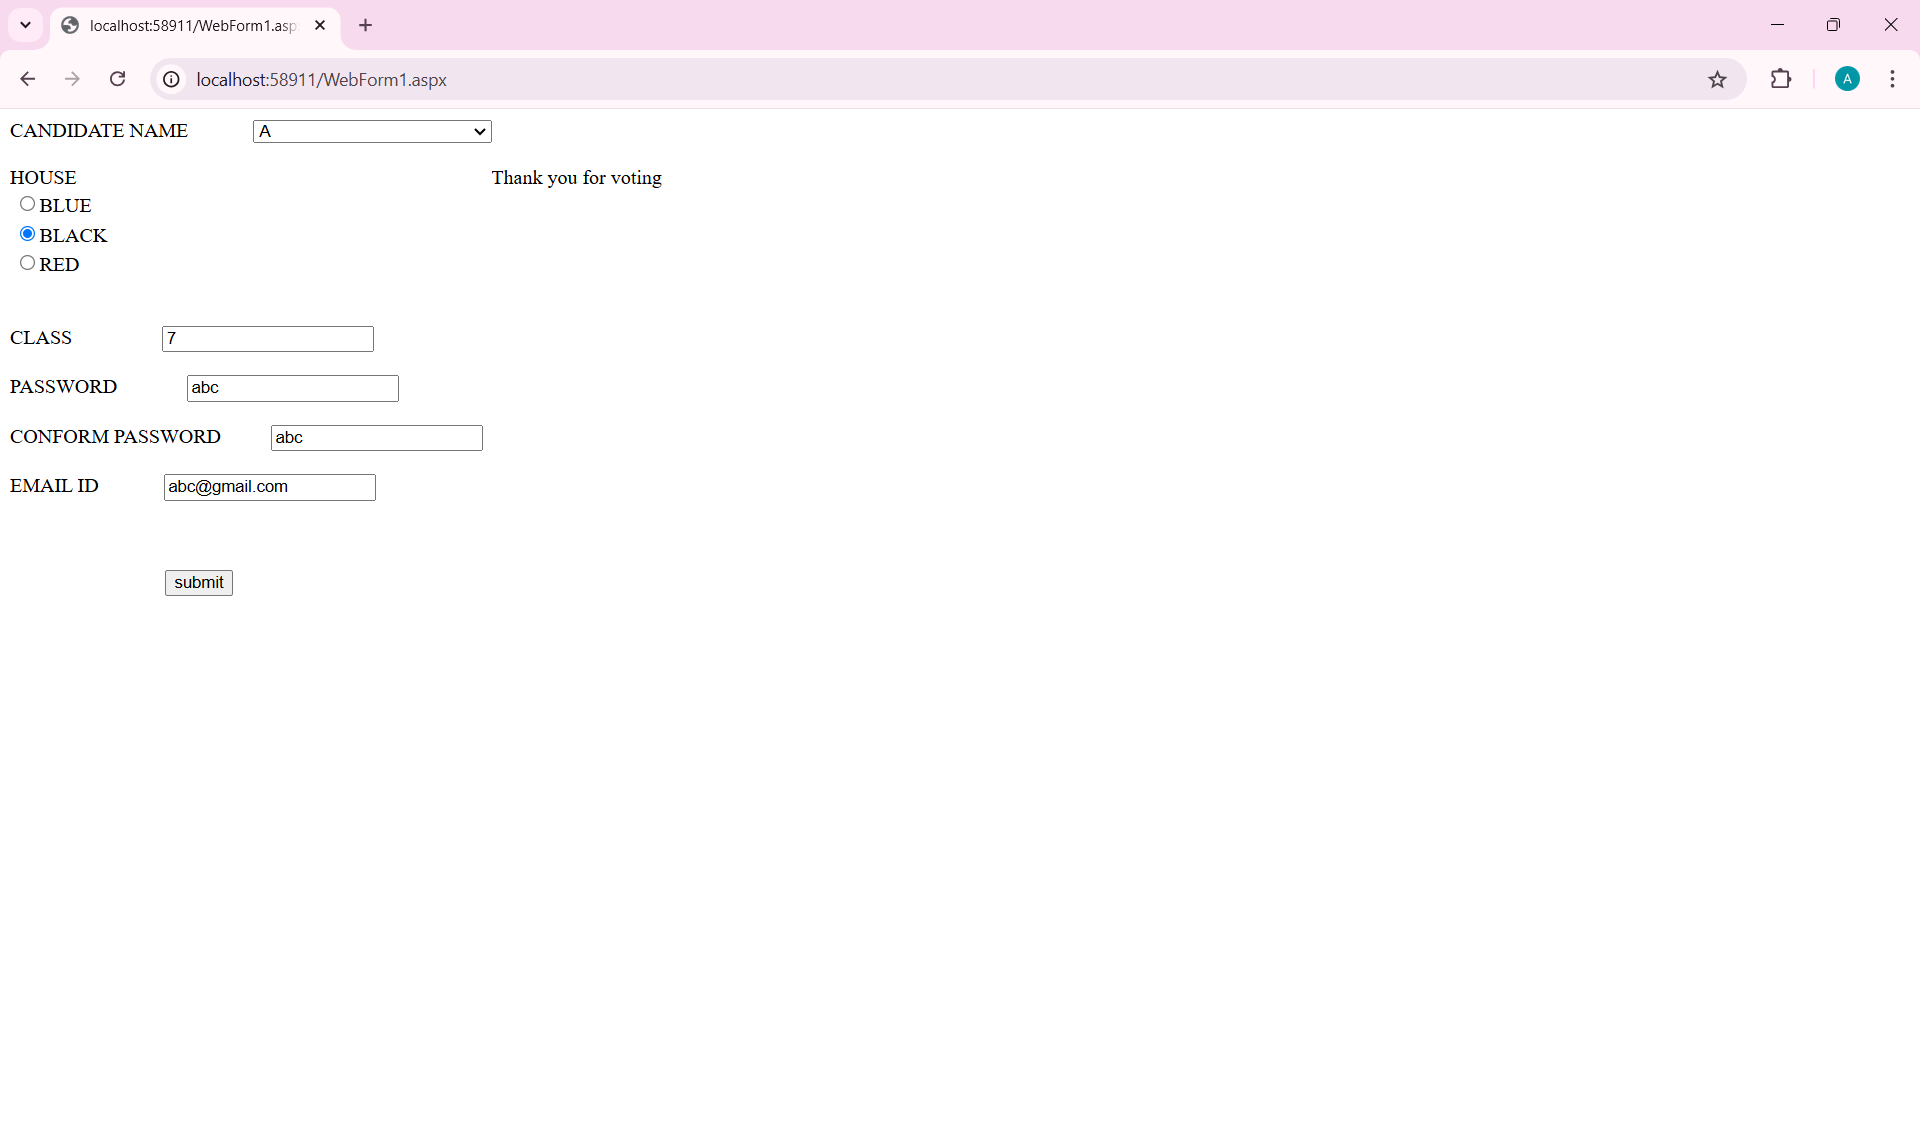 localhost:58911/WebForm1.asp
localhost:58911/WebForm1.aspx
A
CANDIDATE NAME A
HOUSE Thank you for voting
BLUE
BLACK
RED
CLASS 7
PASSWORD abc
CONFORM PASSWORD abc
EMAIL ID abc@gmail.com
submit